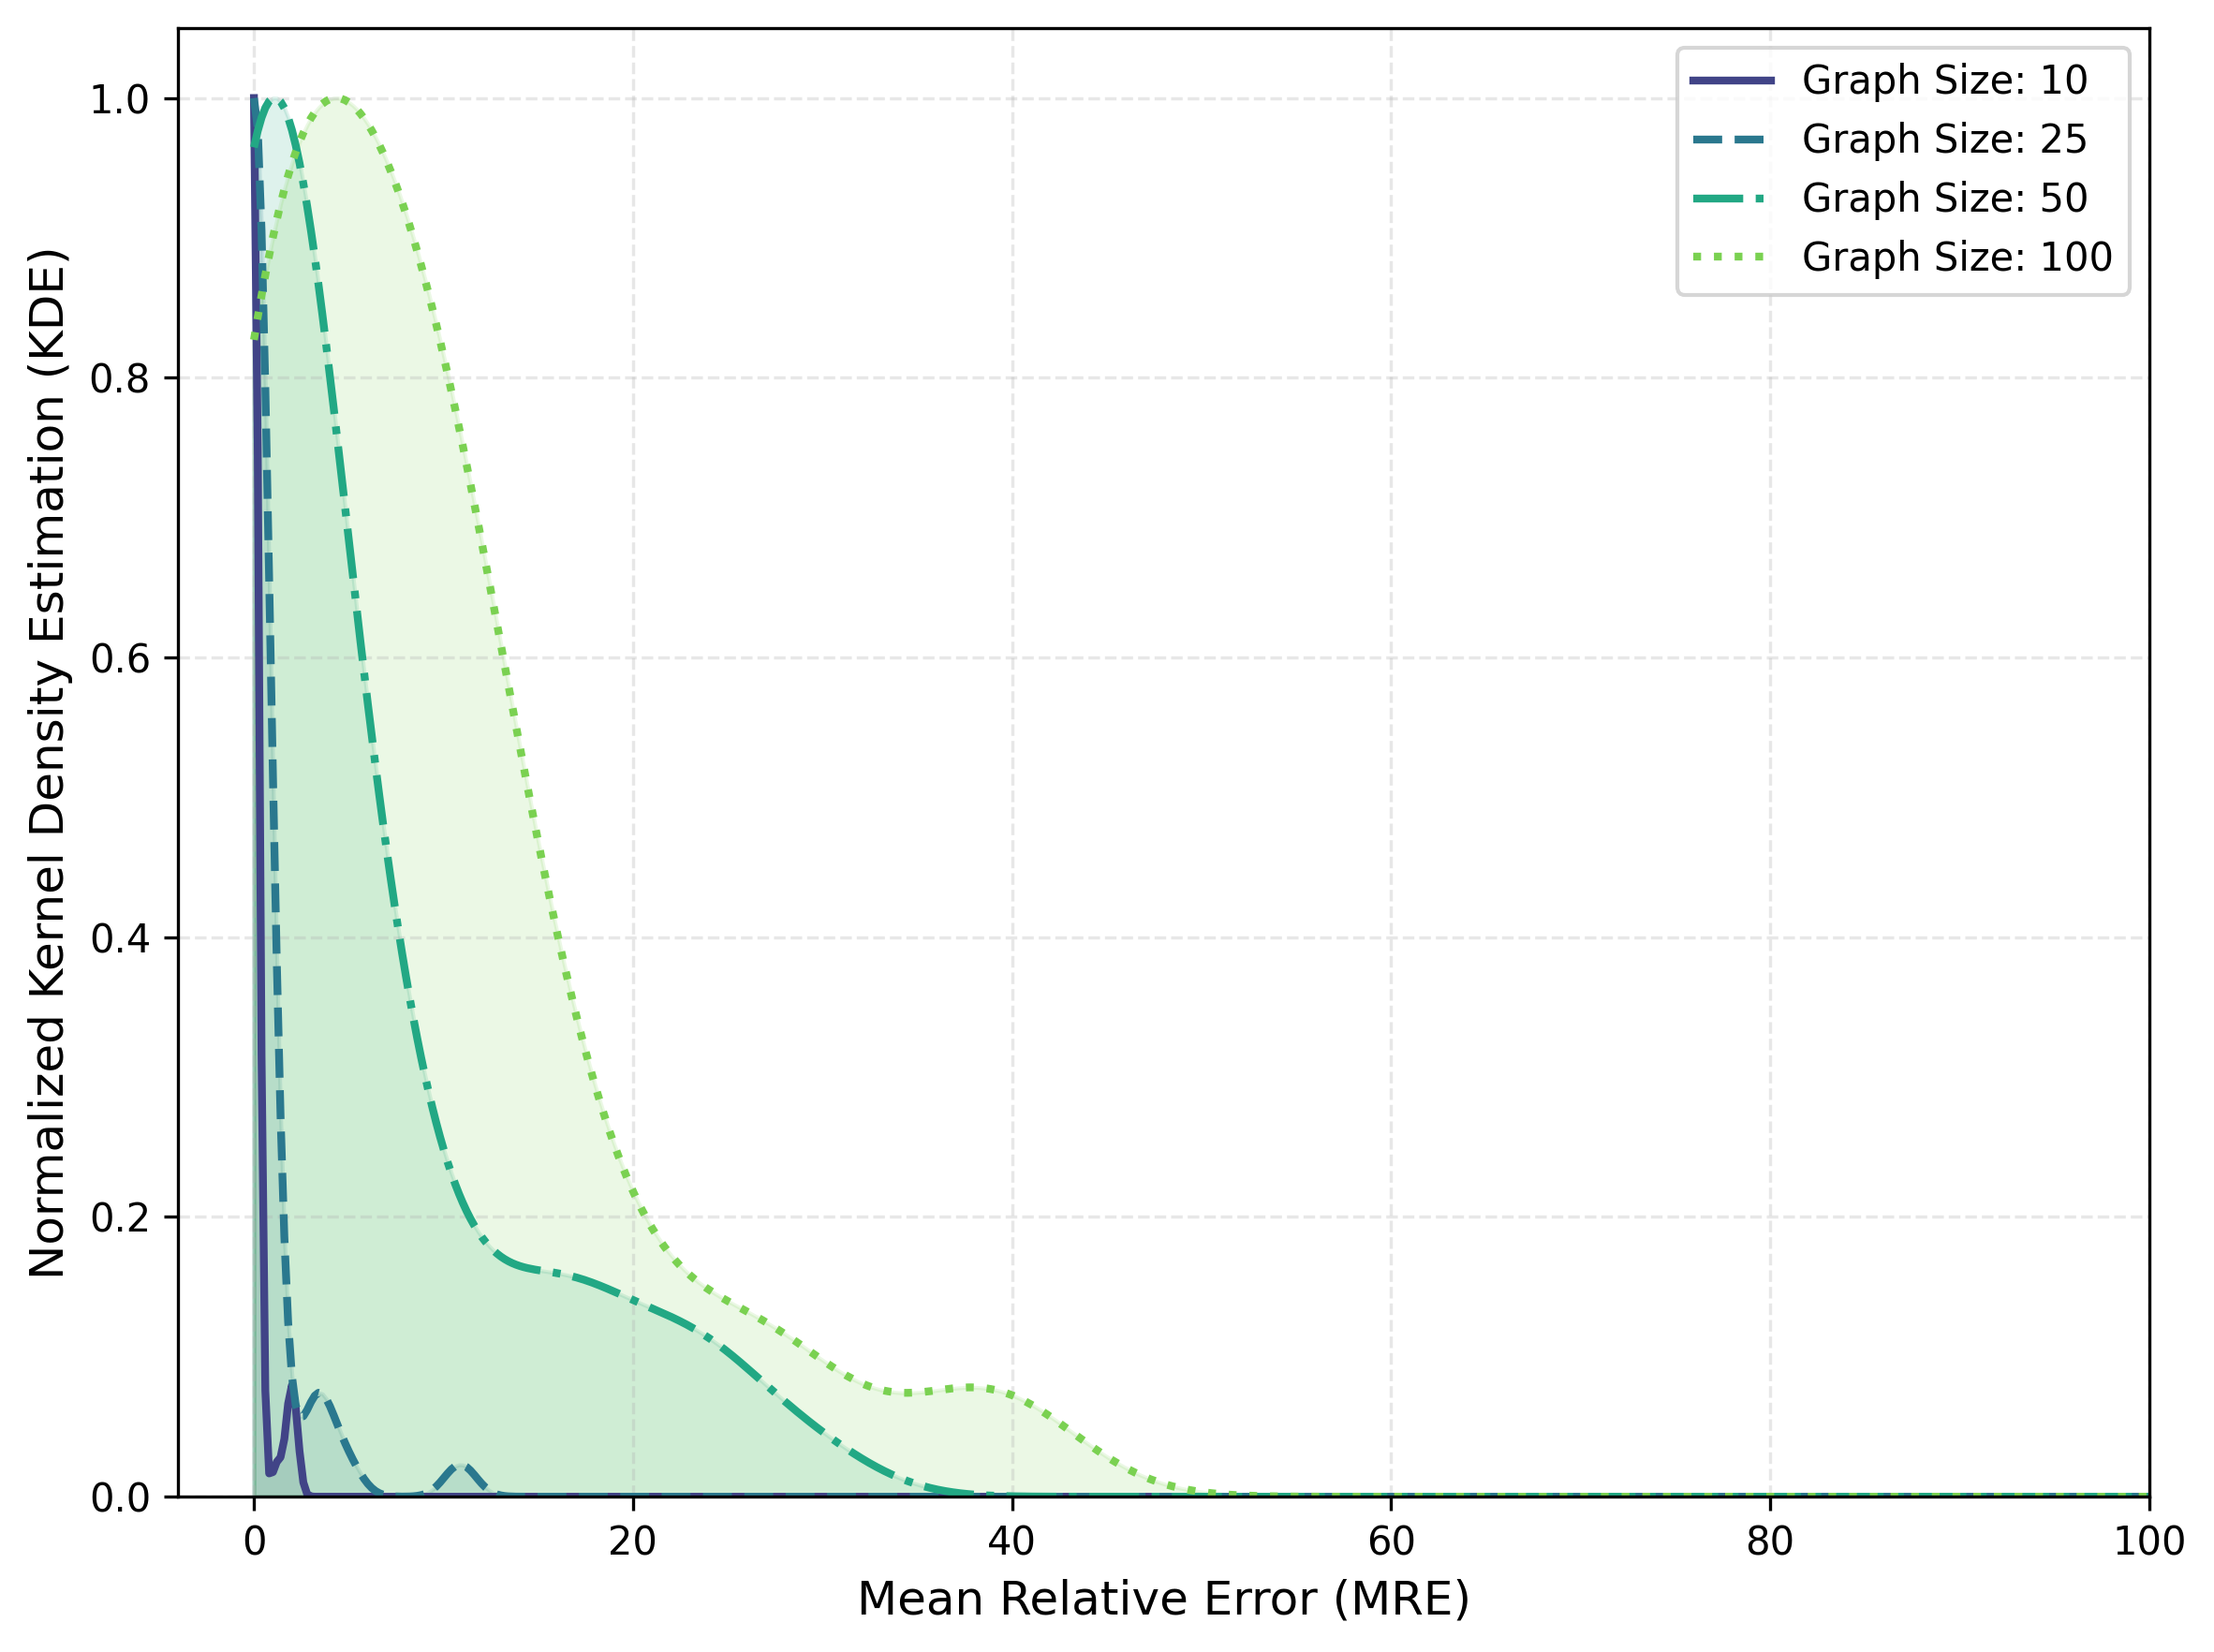 Normalized Kernel Density Estimation (KDE)
1.0
0.8
0.6
0.4
0.2
0.0
Graph Size: 10
Graph Size: 25
Graph Size: 50
Graph Size: 100
0 20 40 60 80 100
Mean Relative Error (MRE)